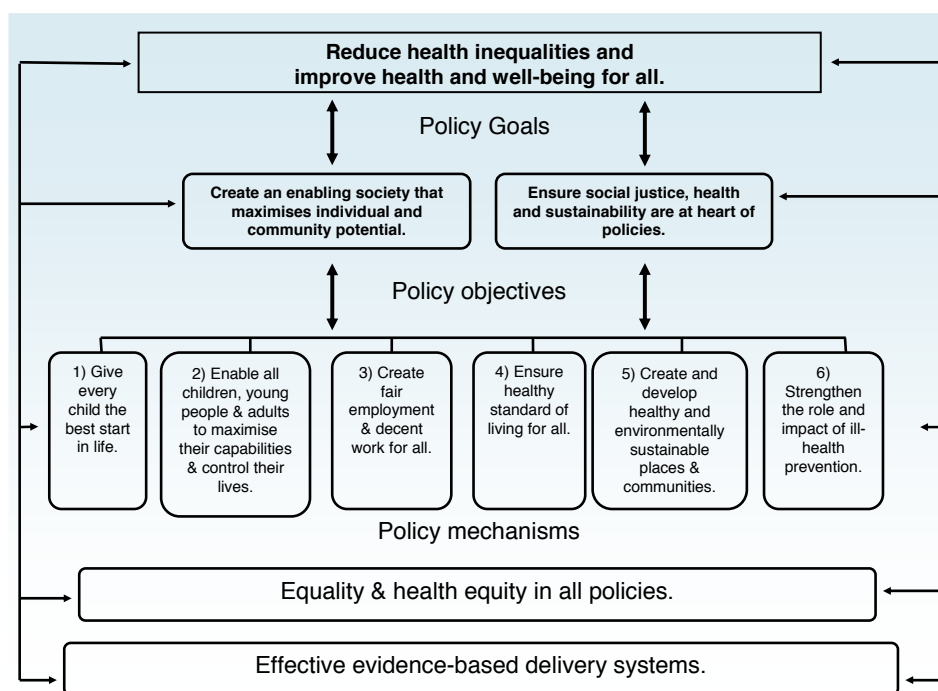 Reduce health inequalities and
improve health and well-being for all.
Policy Goals
Create an enabling society that
maximises individual and
community potential.
Ensure social justice, health
and sustainability are at heart of
policies.
Policy objectives
1) Give
every
child the
best start
in life.
2) Enable all
children, young
people & adults
to maximise
their capabilities
& control their
lives.
3) Create
fair
employment
& decent
work for all.
4) Ensure
healthy
standard of
living for all.
5) Create and
develop
healthy and
environmentally
sustainable
places &
communities.
6)
Strengthen
the role and
impact of ill-
health
prevention.
Policy mechanisms
Equality & health equity in all policies.
Effective evidence-based delivery systems.